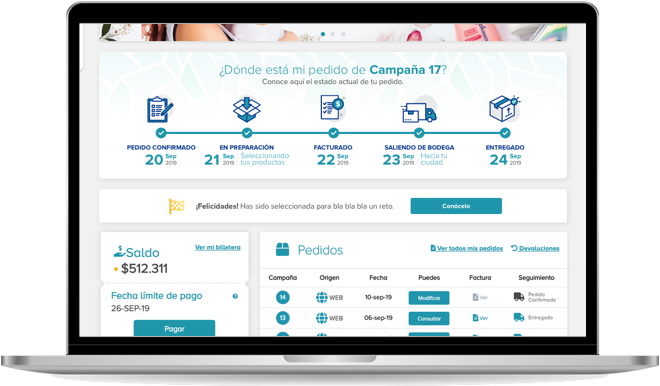 ¿Dónde está mi pedido de Campaña 17?
Conoce aquí el estado actual de tu pedido.
PEDIDO CONFIRMADO
20 Sep 2019
EN PREPARACIÓN
21 Sep 2019 Seleccionando tus productos
FACTURADO
22 Sep 2019
SALIENDO DE BODEGA
23 Sep 2019 Hacia tu ciudad
ENTREGADO
24 Sep 2019
¡Felicidades! Has sido seleccionada para bla bla bla un reto.
Conócelo
Saldo
Ver mi billetera
$512.311
Fecha límite de pago
26-SEP-19
Pagar
Pedidos
Ver todos mis pedidos
Devoluciones
Campaña Origen Fecha Puedes Factura Seguimiento
14 WEB 10-sep-19 Modificar Ver Pedido Confirmado
13 WEB 06-sep-19 Consultar Ver Entregado